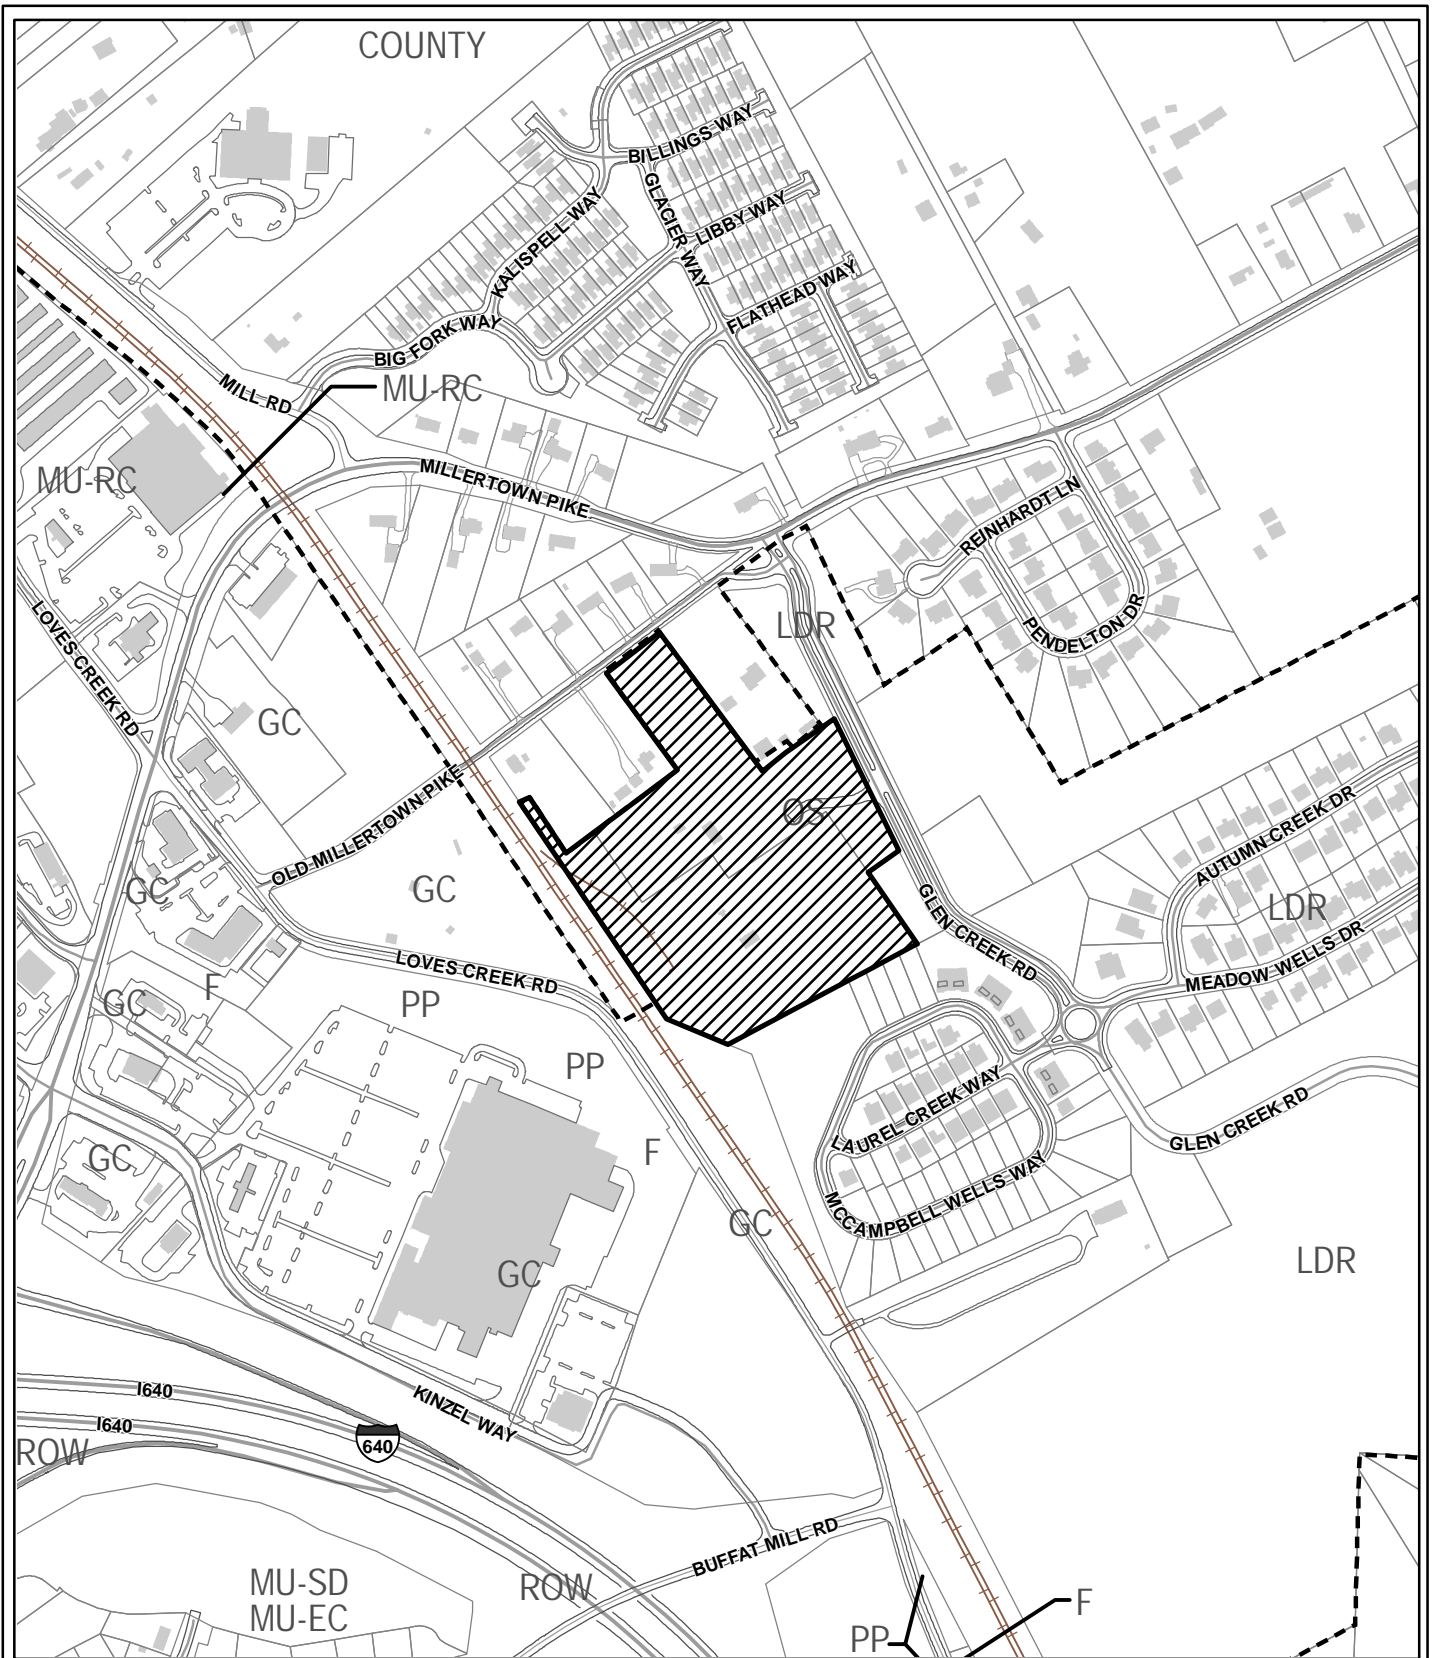 COUNTY
BILLINGS WAY
GLACIER WAY
LIBBY WAY
KALISPELL WAY
FLATHEAD WAY
BIG FORK WAY
MILL RD
MU-RC
MU-RC
MILLERTOWN PIKE
REINHARDT LN
PENDELTON DR
LDR
LOVES CREEK RD
GC
OLD MILLERTOWN PIKE
OS
AUTUMN CREEK DR
GC
GC
LDR
GLEN CREEK RD
MEADOW WELLS DR
LOVES CREEK RD
F
GC
PP
PP
LAUREL CREEK WAY
GLEN CREEK RD
GC
F
MCCAMPBELL WELLS WAY
GC
LDR
GC
I640
I640
640
KINZEL WAY
ROW
BUFFAT MILL RD
MU-SD
MU-EC
ROW
F
PP